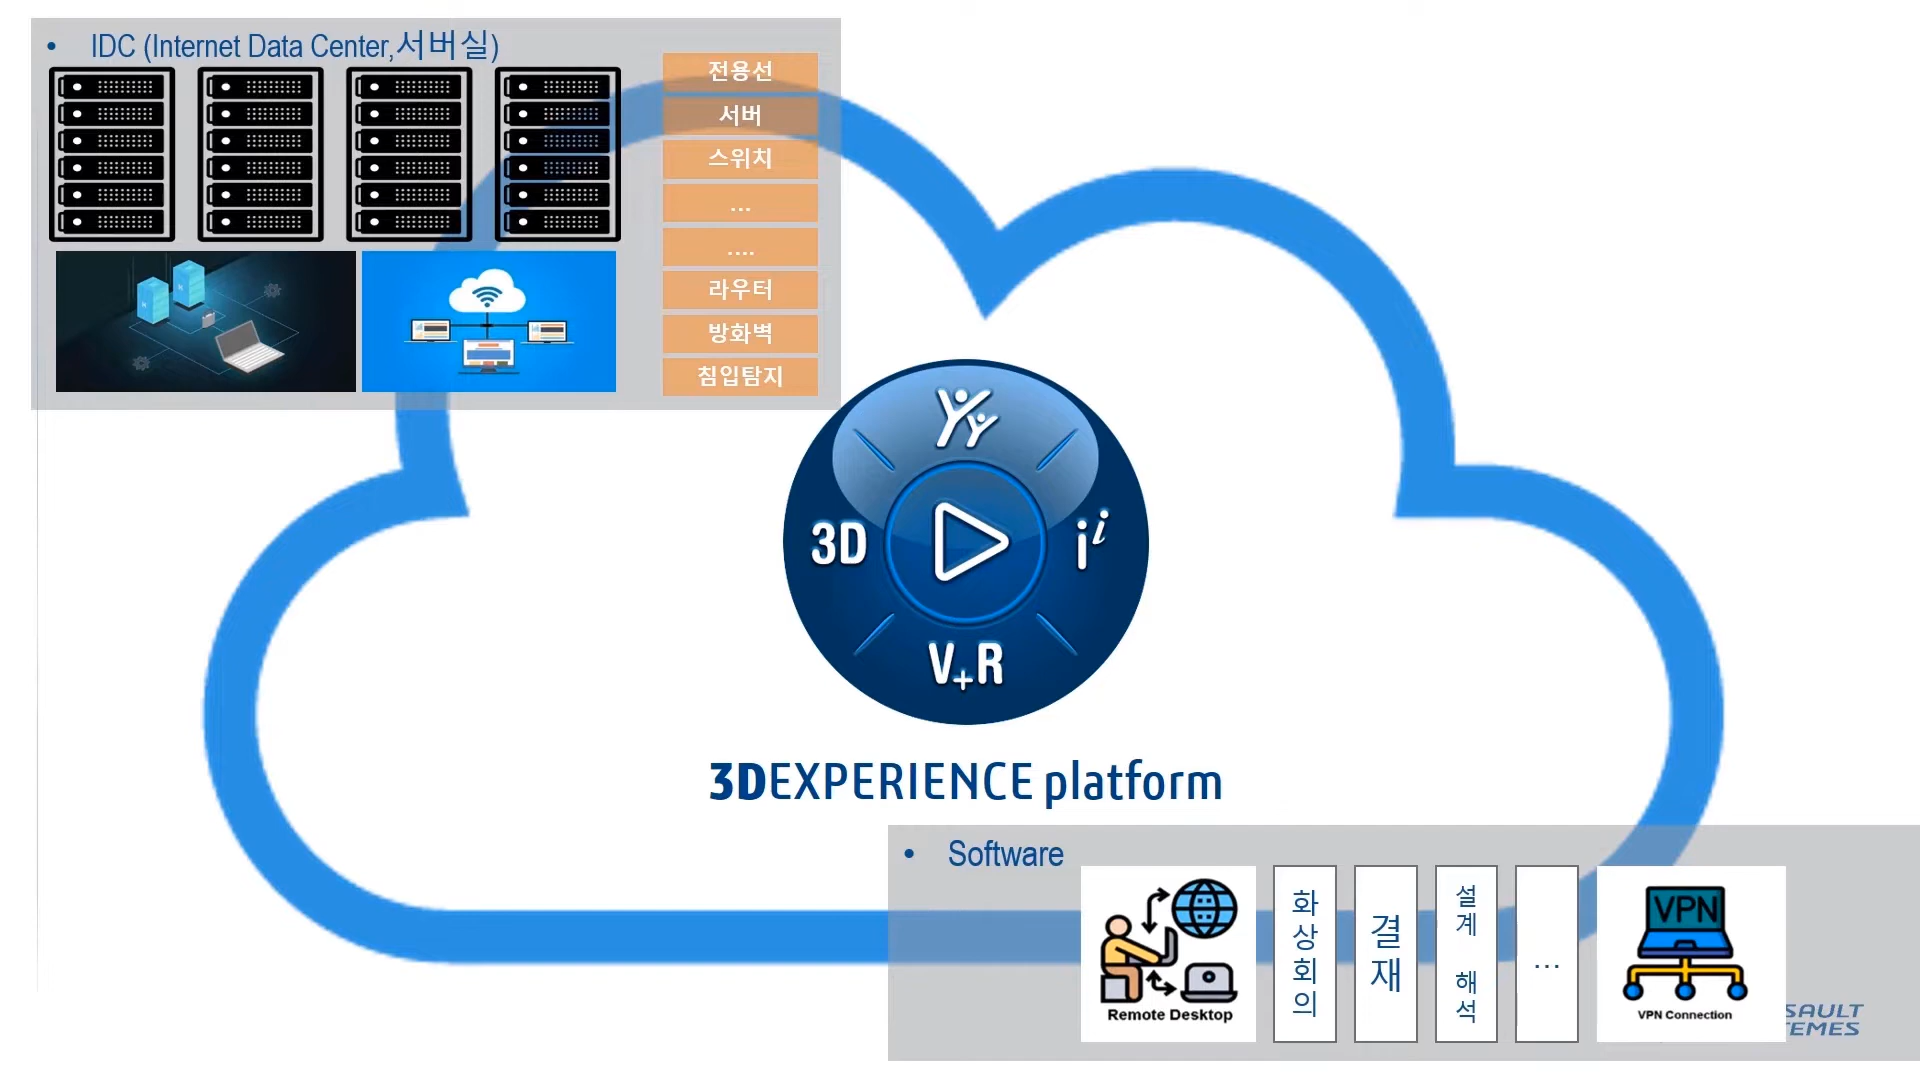 • IDC (Internet Data Center,서버실)
전용선
서버
스위치
...
....
라우터
방화벽
침입탐지
3D
i i
V+R
3DEXPERIENCE platform
• Software
Remote Desktop
화상회의
결재
설계 해석
...
VPN
VPN Connection
SAULT
TEMES